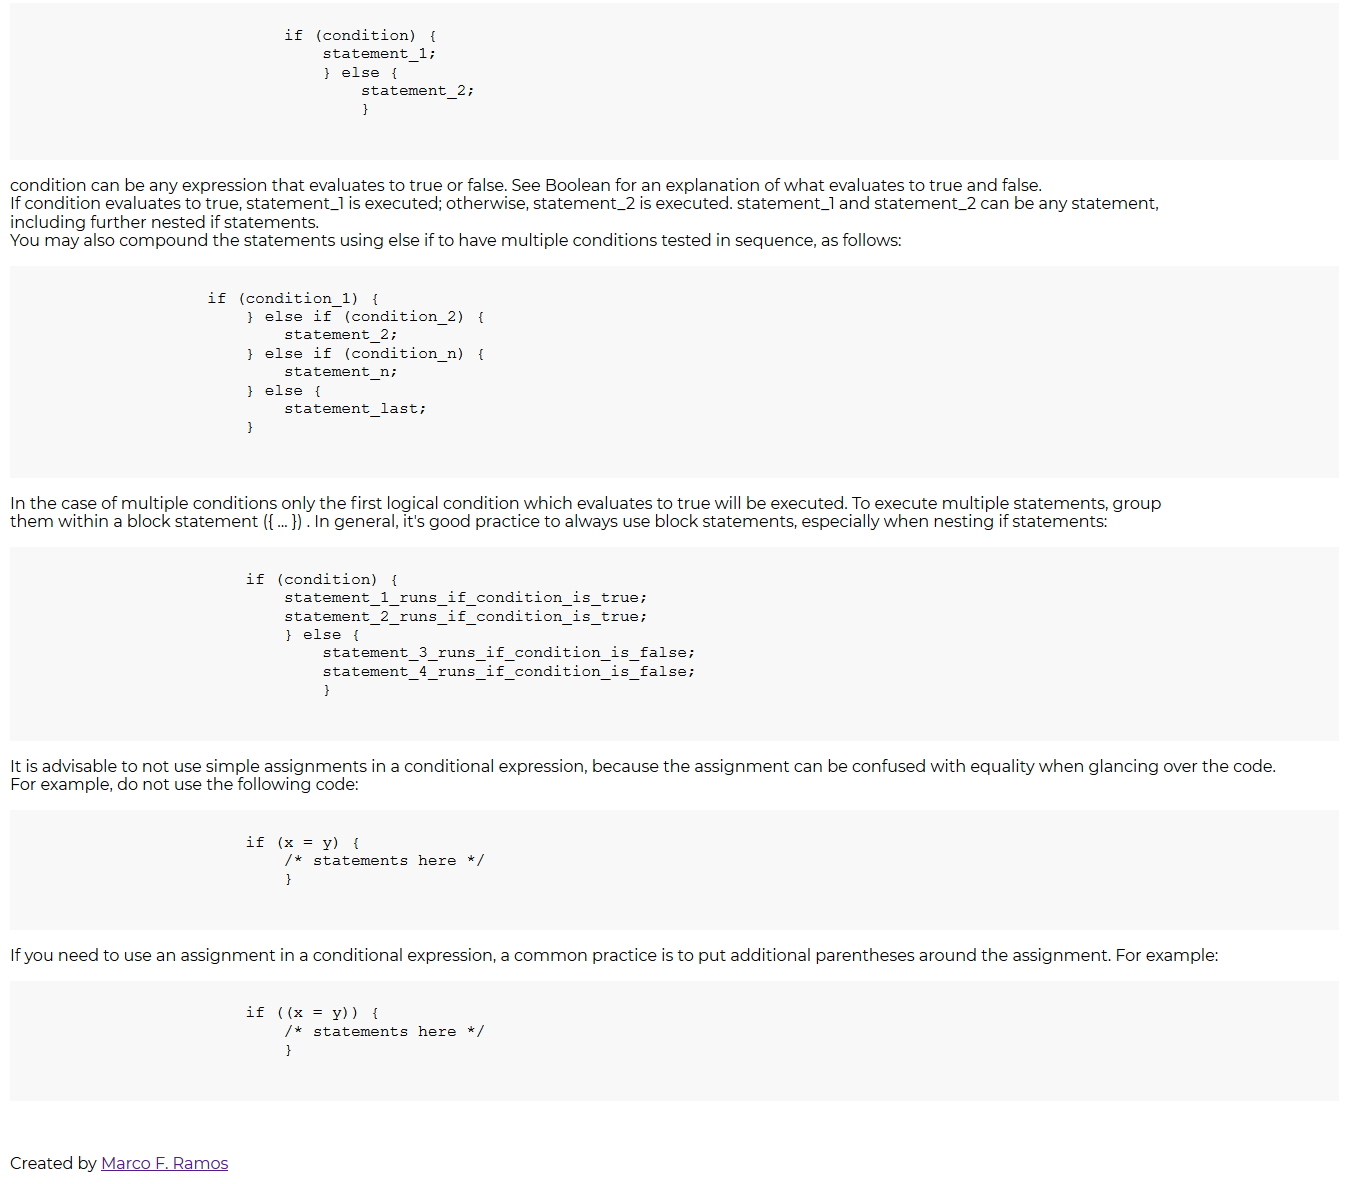 if (condition) {
statement_1;
} else {
statement_2;
}
condition can be any expression that evaluates to true or false. See Boolean for an explanation of what evaluates to true and false.
If condition evaluates to true, statement_1 is executed; otherwise, statement_2 is executed. statement_1 and statement_2 can be any statement,
including further nested if statements.
You may also compound the statements using else if to have multiple conditions tested in sequence, as follows:
if (condition_1) {
} else if (condition_2) {
statement_2;
} else if (condition_n) {
statement_n;
} else {
statement_last;
}
In the case of multiple conditions only the first logical condition which evaluates to true will be executed. To execute multiple statements, group
them within a block statement ({ ... }) . In general, it's good practice to always use block statements, especially when nesting if statements:
if (condition) {
statement_1_runs_if_condition_is_true;
statement_2_runs_if_condition_is_true;
} else {
statement_3_runs_if_condition_is_false;
statement_4_runs_if_condition_is_false;
}
It is advisable to not use simple assignments in a conditional expression, because the assignment can be confused with equality when glancing over the code.
For example, do not use the following code:
if (x = y) {
/* statements here */
}
If you need to use an assignment in a conditional expression, a common practice is to put additional parentheses around the assignment. For example:
if ((x = y)) {
/* statements here */
}
Created by Marco F. Ramos